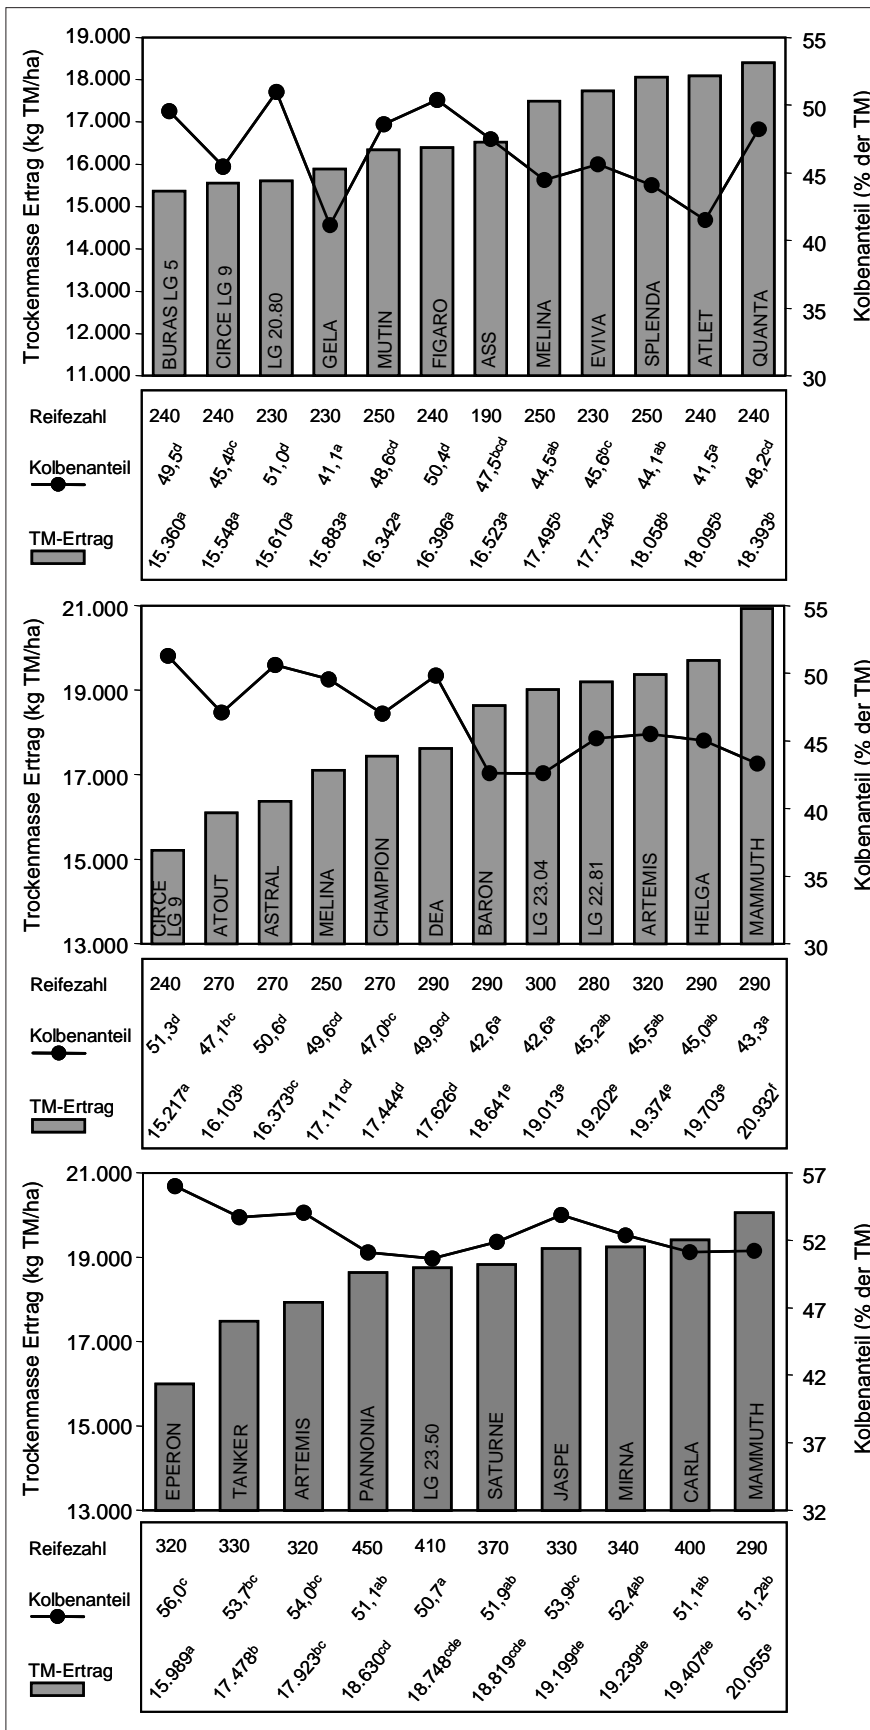 Trockenmasse Ertrag (kg TM/ha)
19.000
18.000
17.000
16.000
15.000
14.000
13.000
12.000
11.000
BURAS LG 5
CIRCE LG 9
LG 20.80
GELA
MUTIN
FIGARO
ASS
MELINA
EVIVA
SPLENDA
ATLET
QUANTA
55
50
45
40
35
30
Kolbenanteil (% der TM)
Reifezahl 240 240 230 230 250 240 190 250 230 250 240 240
Kolbenanteil 49,5d 45,4bc 51,0d 41,1a 48,6cd 50,4d 47,5bcd 44,5ab 45,6bc 44,1ab 41,5a 48,2cd
TM-Ertrag 15.360a 15.548a 15.610a 15.883a 16.342a 16.396a 16.523a 17.495b 17.734b 18.058b 18.095b 18.393b
Trockenmasse Ertrag (kg TM/ha)
21.000
19.000
17.000
15.000
13.000
CIRCE
LG 9
ATOUT
ASTRAL
MELINA
CHAMPION
DEA
BARON
LG 23.04
LG 22.81
ARTEMIS
HELGA
MAMMUTH
55
50
45
40
35
30
Kolbenanteil (% der TM)
Reifezahl 240 270 270 250 270 290 290 300 280 320 290 290
Kolbenanteil 51,3d 47,1bc 50,6d 49,6cd 47,0bc 49,9cd 42,6a 42,6a 45,2ab 45,5ab 45,0ab 43,3a
TM-Ertrag 15.217a 16.103b 16.373bc 17.111cd 17.444d 17.626d 18.641e 19.013e 19.202e 19.374e 19.703e 20.932f
Trockenmasse Ertrag (kg TM/ha)
21.000
19.000
17.000
15.000
13.000
EPERON
TANKER
ARTEMIS
PANNONIA
LG 23.50
SATURNE
JASPE
MIRNA
CARLA
MAMMUTH
57
52
47
42
37
32
Kolbenanteil (% der TM)
Reifezahl 320 330 320 450 410 370 330 340 400 290
Kolbenanteil 56,0c 53,7bc 54,0bc 51,1ab 50,7a 51,9ab 53,9bc 52,4ab 51,1ab 51,2ab
TM-Ertrag 15.989a 17.478b 17.923bc 18.630cd 18.748cde 18.819cde 19.199de 19.239de 19.407de 20.055e